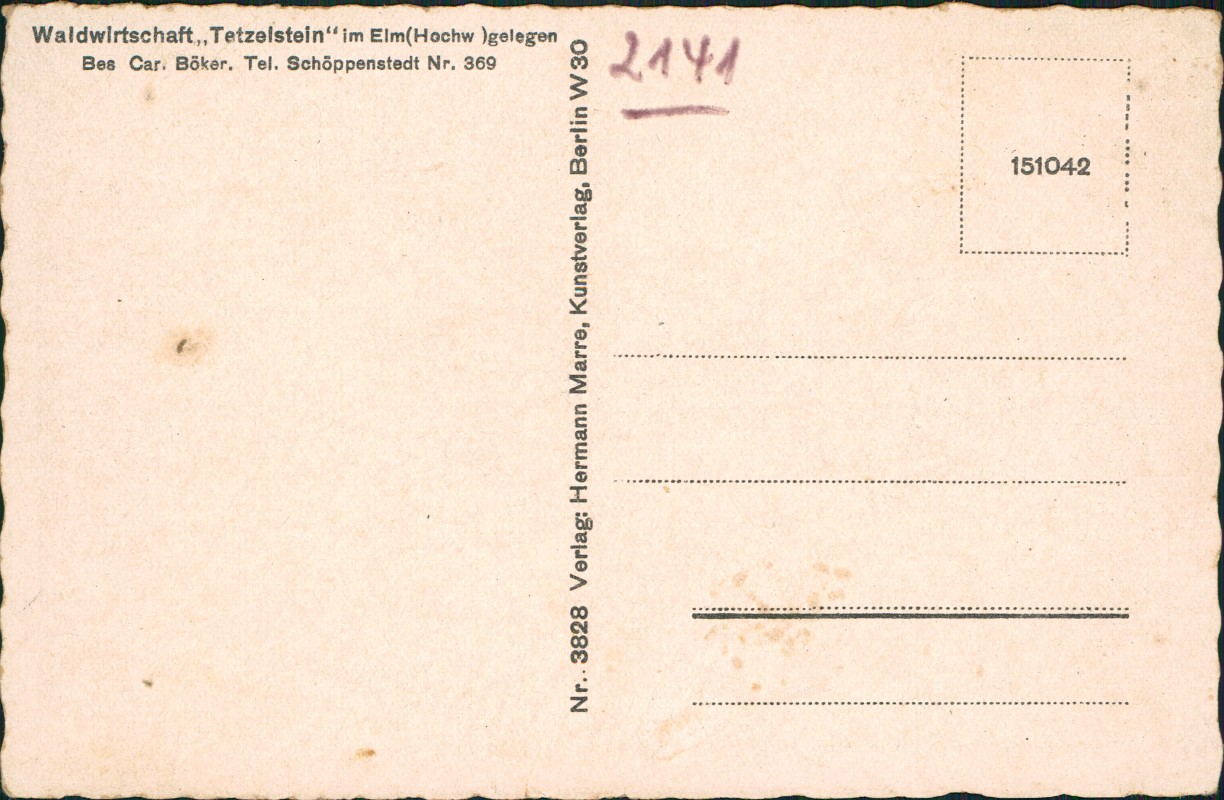 Waldwirtschaft „Tetzelstein“ im Elm (Hochw ) gelegen
Bes Car. Böker. Tel. Schöppenstedt Nr. 369
Nr. 3828 Verlag: Hermann Marre, Kunstverlag, Berlin W 30
2141
151042